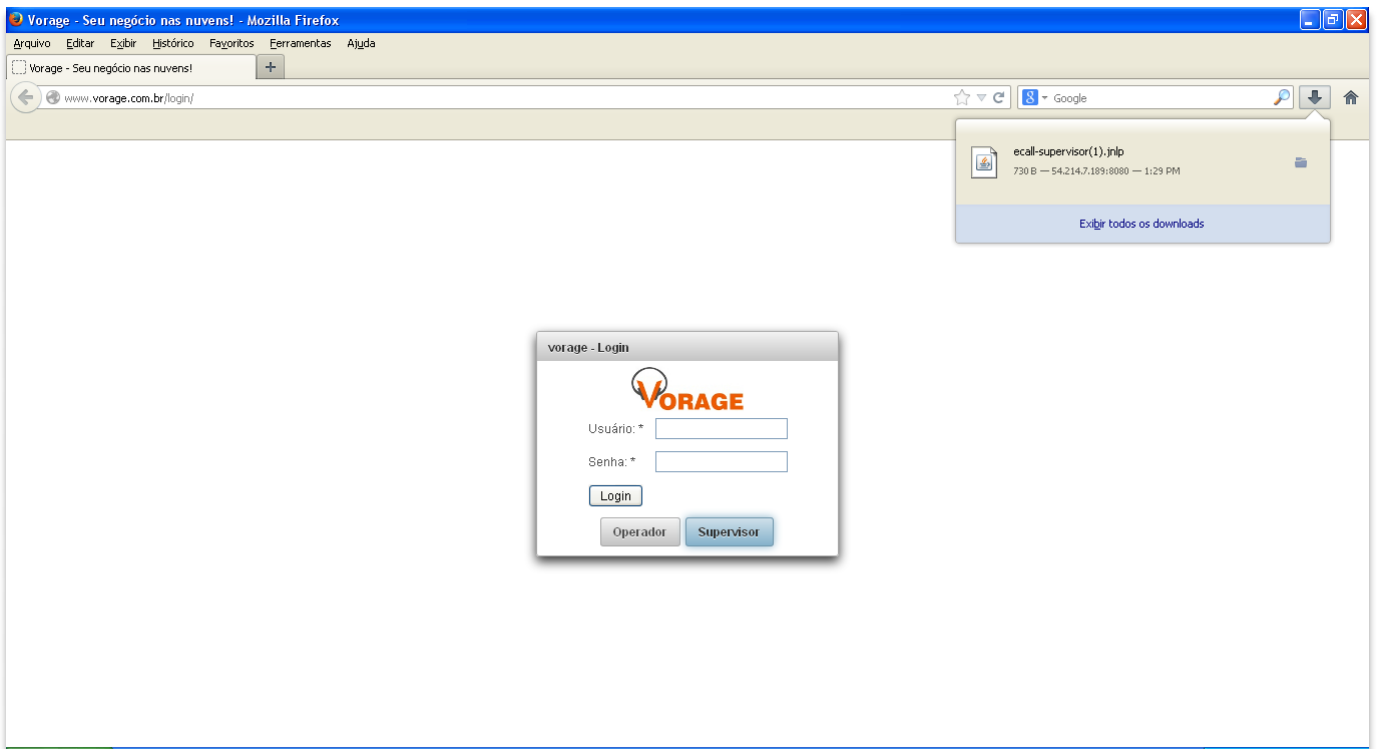 Vorage - Seu negócio nas nuvens! - Mozilla Firefox
Arquivo Editar Exibir Histórico Favoritos Ferramentas Ajuda
Vorage - Seu negócio nas nuvens! +
www.vorage.com.br/login/ 8 Google
ecall-supervisor(1).jnlp
730 B — 54.214.7.189:8080 — 1:29 PM
Exibir todos os downloads
vorage - Login
VORAGE
Usuário: *
Senha: *
Login
Operador Supervisor